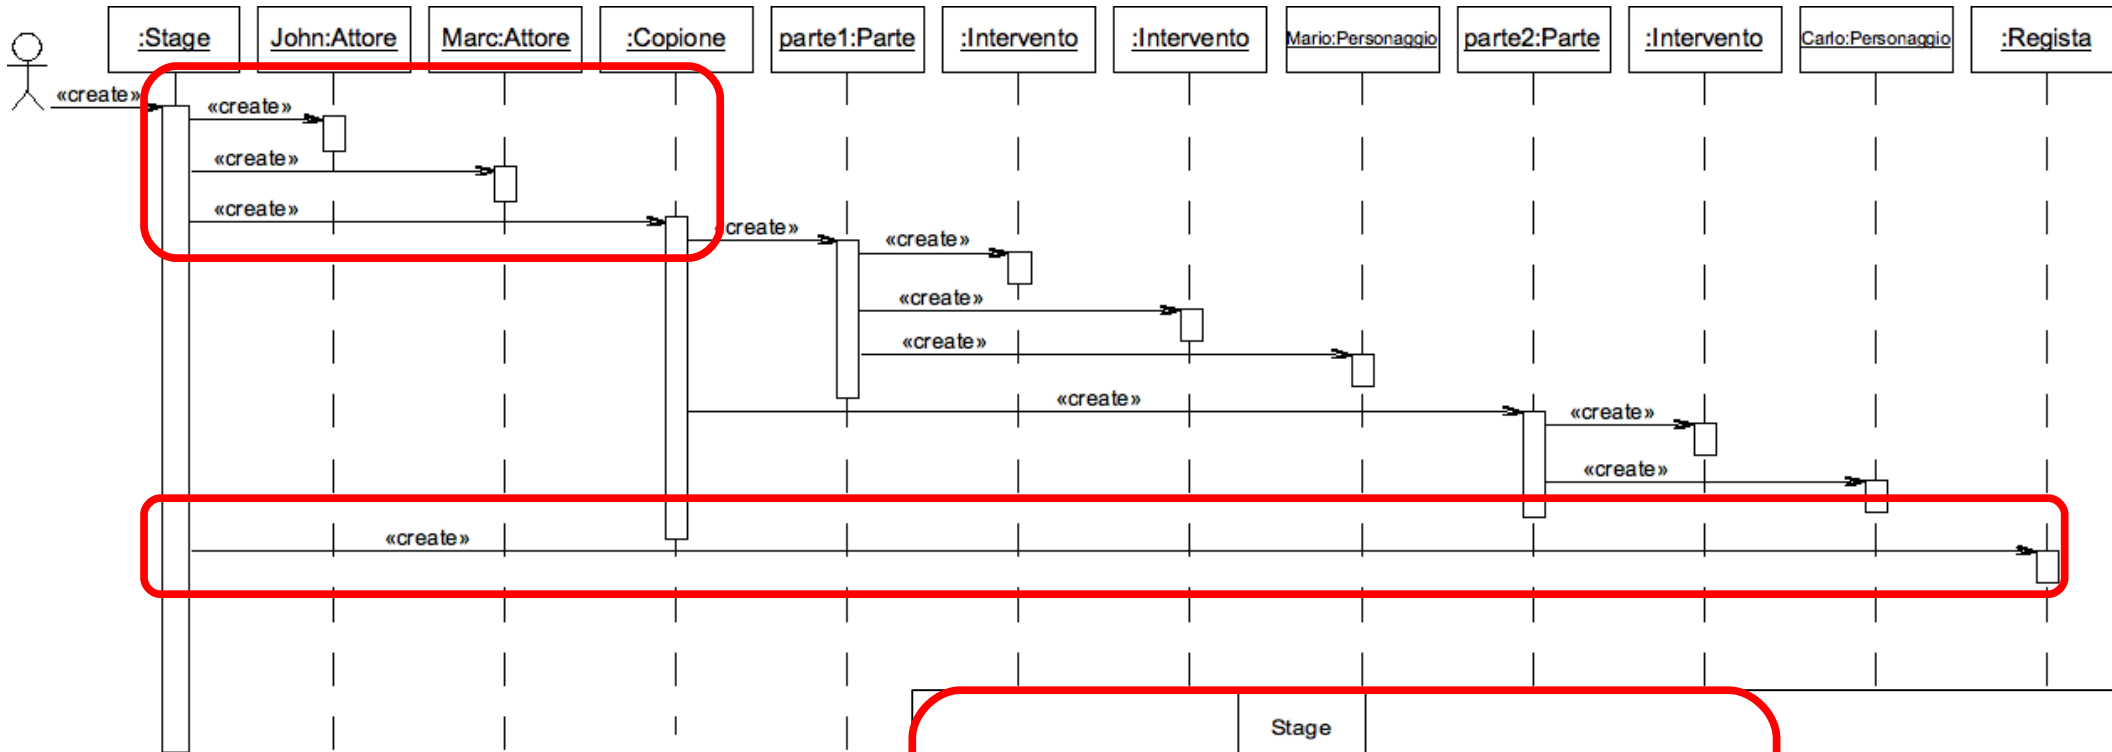 :Stage
John:Attore
Marc:Attore
:Copione
parte1:Parte
:Intervento
:Intervento
Mario:Personaggio
parte2:Parte
:Intervento
Carlo:Personaggio
:Regista
«create»
«create»
«create»
«create»
create»
«create»
«create»
«create»
«create»
«create»
«create»
«create»
Stage